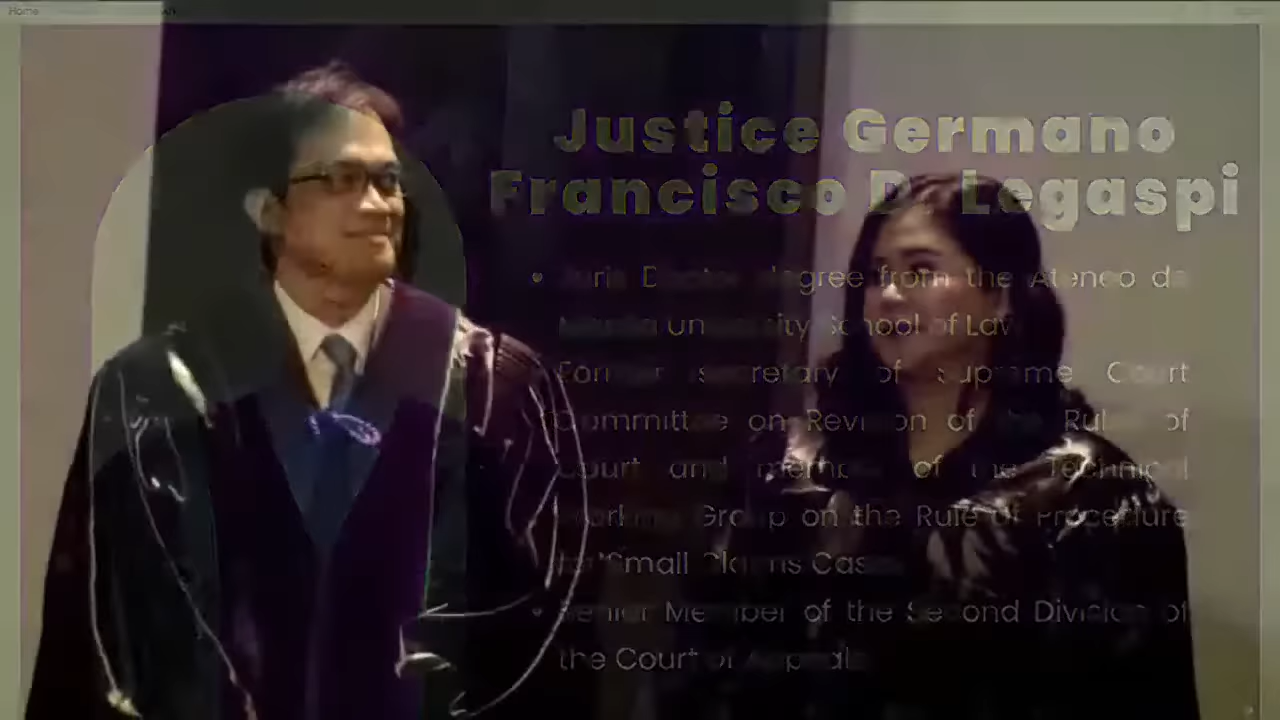 Home
Justice Germano
Francisco D. Legaspi
• Juris Doctor degree from the Ateneo de
Manila University School of Law
Former secretary of Supreme Court
Committee on Revision of the Rules of
Court and member of the Technical
Working Group on the Rule of Procedure
for Small Claims Cases
• Senior Member of the Second Division of
the Court of Appeals